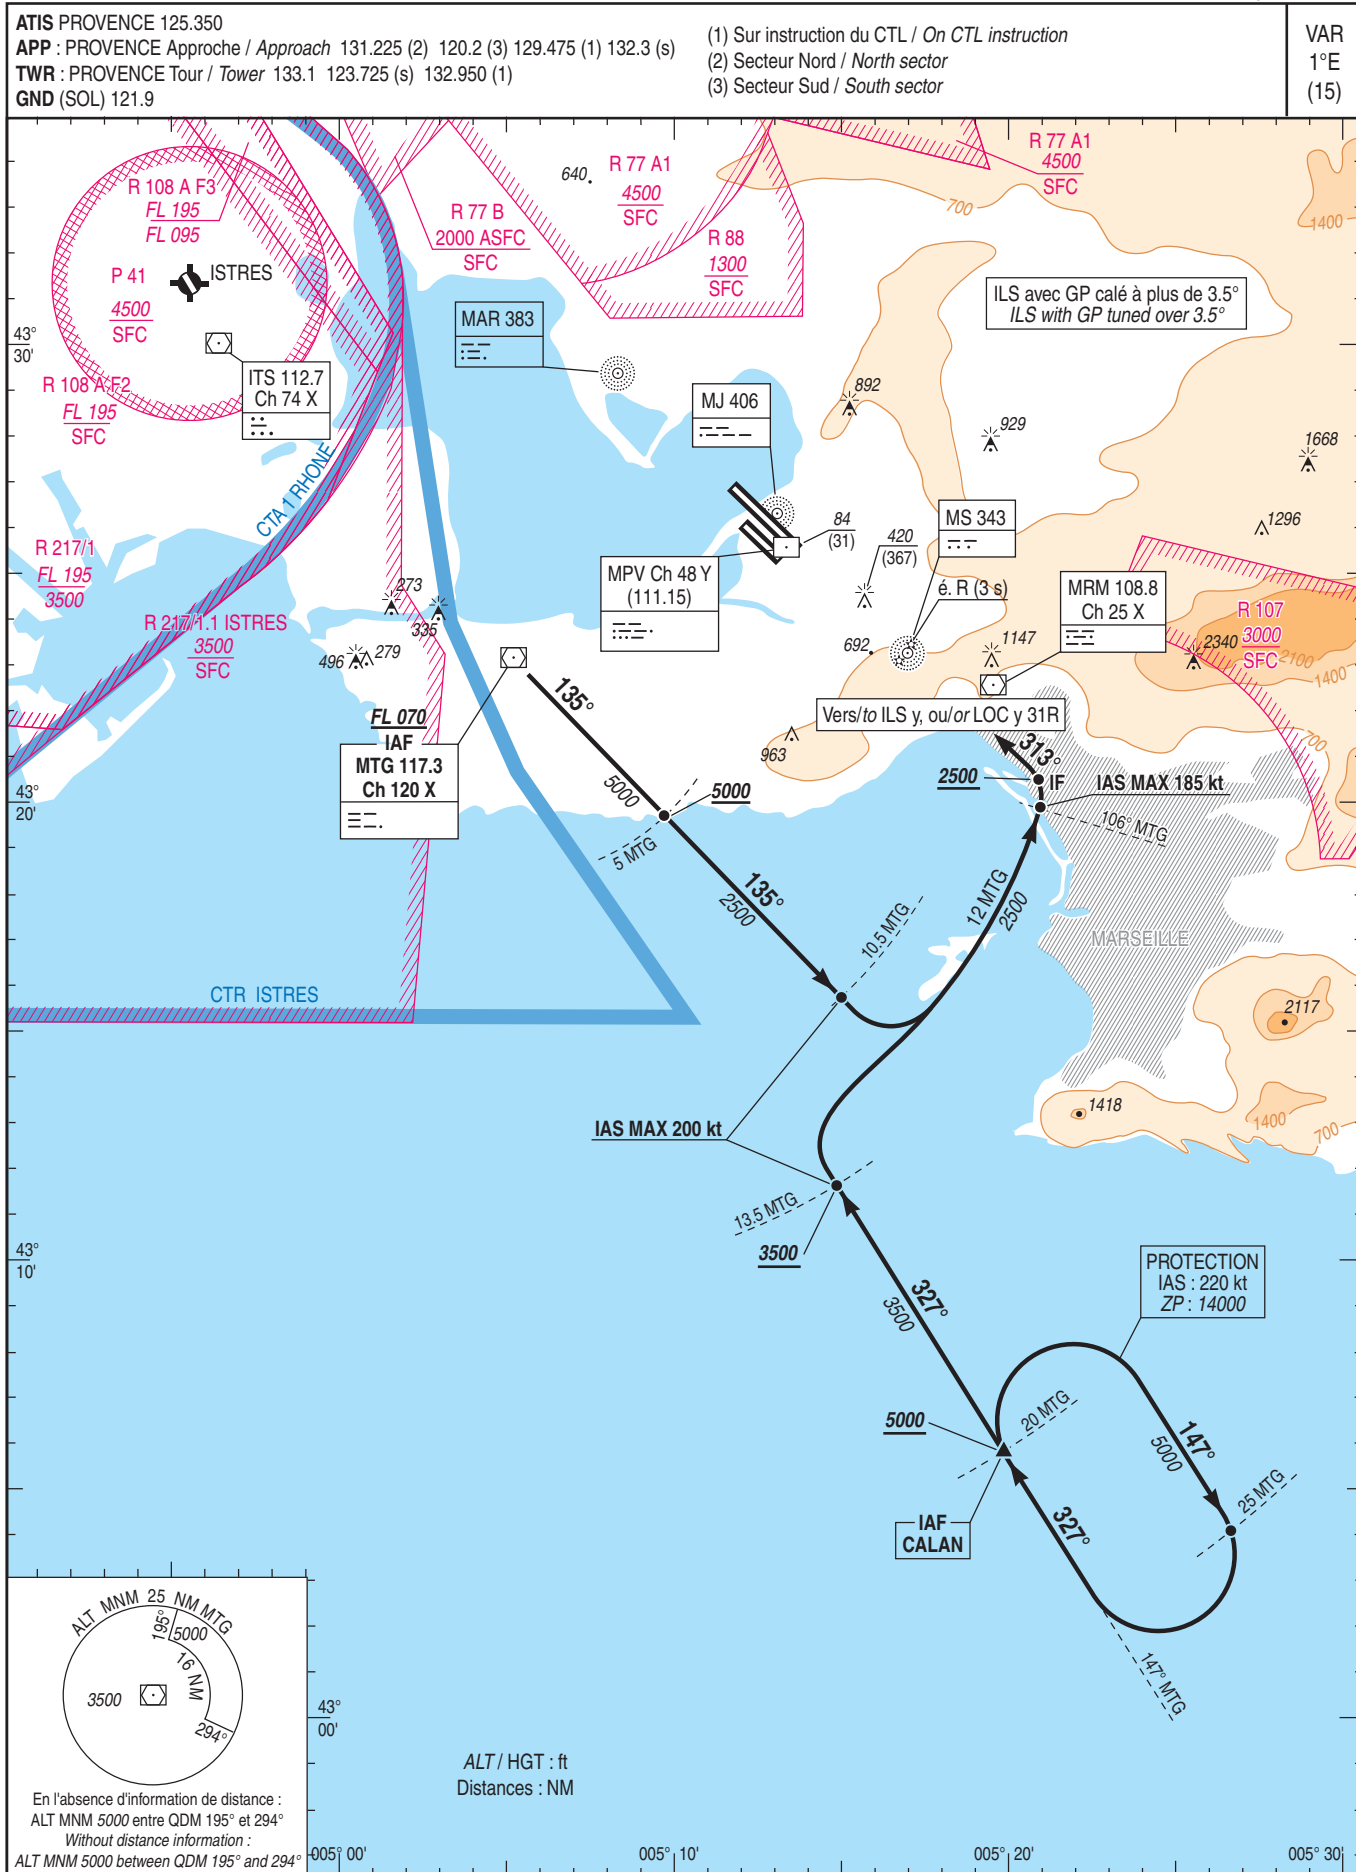 ATIS PROVENCE 125.350
APP : PROVENCE Approche / Approach 131.225 (2) 120.2 (3) 129.475 (1) 132.3 (s)
TWR : PROVENCE Tour / Tower 133.1 123.725 (s) 132.950 (1)
GND (SOL) 121.9
(1) Sur instruction du CTL / On CTL instruction
(2) Secteur Nord / North sector
(3) Secteur Sud / South sector
VAR
1°E
(15)
R 108 A F3
FL 195
FL 095
P 41
4500
SFC
ISTRES
R 77 B
2000 ASFC
SFC
640
R 77 A1
4500
SFC
R 88
1300
SFC
R 77 A1
4500
SFC
700
1400
ILS avec GP calé à plus de 3.5°
ILS with GP tuned over 3.5°
43°
30'
R 108 A F2
FL 195
SFC
ITS 112.7
Ch 74 X
MAR 383
MJ 406
892
929
1668
1296
CTA 1 RHONE
R 217/1
FL 195
3500
R 217/1.1 ISTRES
3500
SFC
273
335
496
279
84
(31)
MPV Ch 48 Y
(111.15)
420
(367)
MS 343
é. R (3 s)
692
1147
MRM 108.8
Ch 25 X
R 107
3000
SFC
2340
2100
1400
700
FL 070
IAF
MTG 117.3
Ch 120 X
135°
5000
5 MTG
5000
963
Vers/to ILS y, ou/or LOC y 31R
313°
2500
IF
IAS MAX 185 kt
106° MTG
43°
20'
135°
2500
10.5 MTG
12 MTG
2500
MARSEILLE
CTR ISTRES
2117
1418
1400
700
IAS MAX 200 kt
13.5 MTG
3500
43°
10'
327°
3500
PROTECTION
IAS : 220 kt
ZP : 14000
5000
20 MTG
147°
5000
25 MTG
IAF
CALAN
327°
147° MTG
ALT MNM 25 NM MTG
195°
5000
16 NM
3500
294°
43°
00'
En l'absence d'information de distance :
ALT MNM 5000 entre QDM 195° et 294°
Without distance information :
ALT MNM 5000 between QDM 195° and 294°
ALT / HGT : ft
Distances : NM
005° 00'
005° 10'
005° 20'
005° 30'